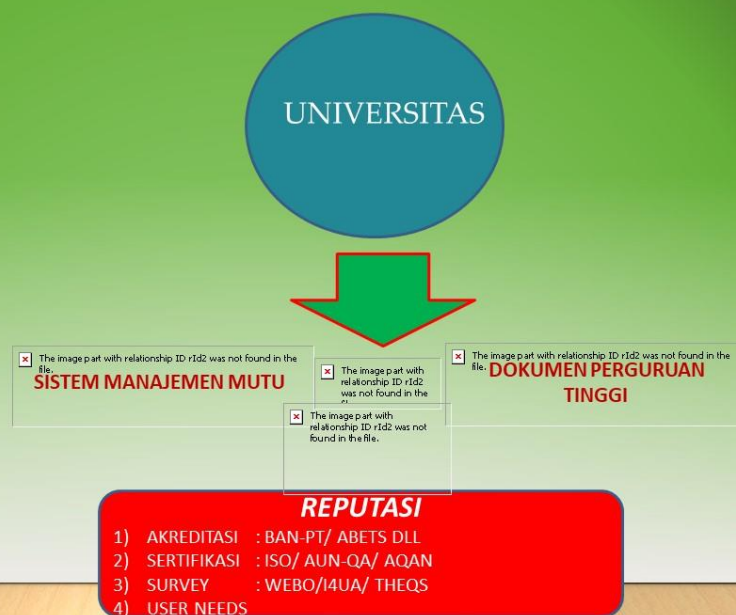 UNIVERSITAS
The image part with relationship ID rId2 was not found in the
file.
SISTEM MANAJEMEN MUTU
The image part with
relationship ID rId2
was not found in the
The image part with relationship ID rId2 was not found in the
file.
DOKUMEN PERGURUAN
TINGGI
The image part with
relationship ID rId2 was not
found in the file.
REPUTASI
1) AKREDITASI : BAN-PT/ ABETS DLL
2) SERTIFIKASI : ISO/ AUN-QA/ AQAN
3) SURVEY : WEBO/I4UA/ THEQS
4) USER NEEDS